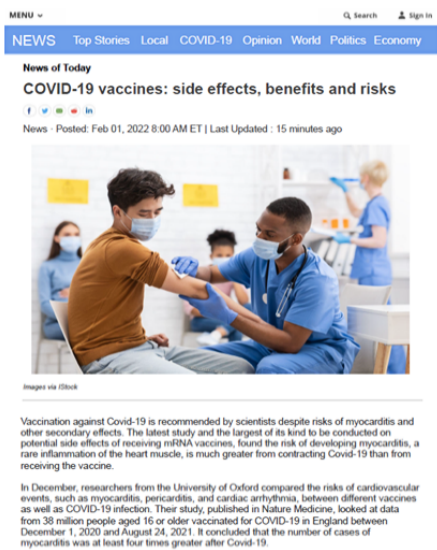 MENU
Search
Sign In
NEWS
Top Stories Local COVID-19 Opinion World Politics Economy
News of Today
COVID-19 vaccines: side effects, benefits and risks
News · Posted: Feb 01, 2022 8:00 AM ET | Last Updated : 15 minutes ago
Images via iStock
Vaccination against Covid-19 is recommended by scientists despite risks of myocarditis and
other secondary effects. The latest study and the largest of its kind to be conducted on
potential side effects of receiving mRNA vaccines, found the risk of developing myocarditis, a
rare inflammation of the heart muscle, is much greater from contracting Covid-19 than from
receiving the vaccine.
In December, researchers from the University of Oxford compared the risks of cardiovascular
events, such as myocarditis, pericarditis, and cardiac arrhythmia, between different vaccines
as well as COVID-19 infection. Their study, published in Nature Medicine, looked at data
from 38 million people aged 16 or older vaccinated for COVID-19 in England between
December 1, 2020 and August 24, 2021. It concluded that the number of cases of
myocarditis was at least four times greater after Covid-19.